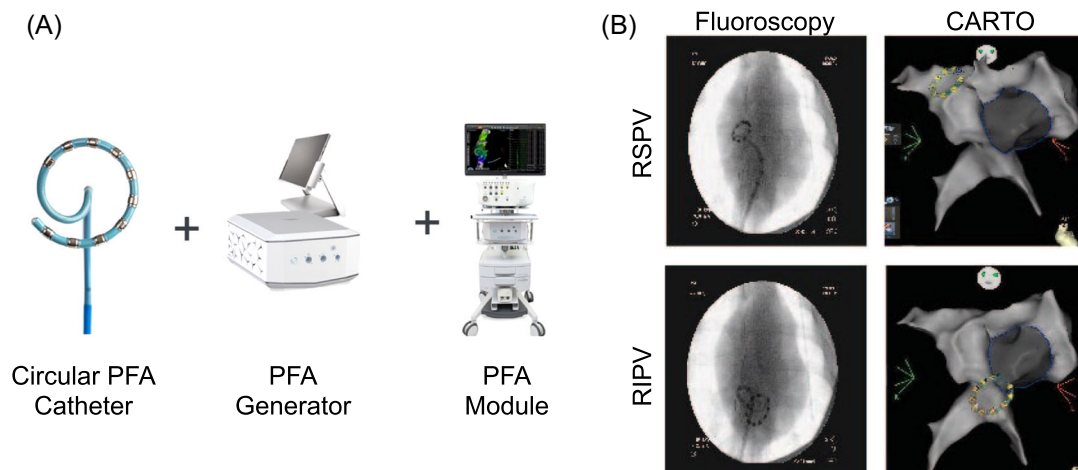 (A)
(B)
Fluoroscopy
CARTO
RSPV
RIPV
+
+
Circular PFA
Catheter
PFA
Generator
PFA
Module